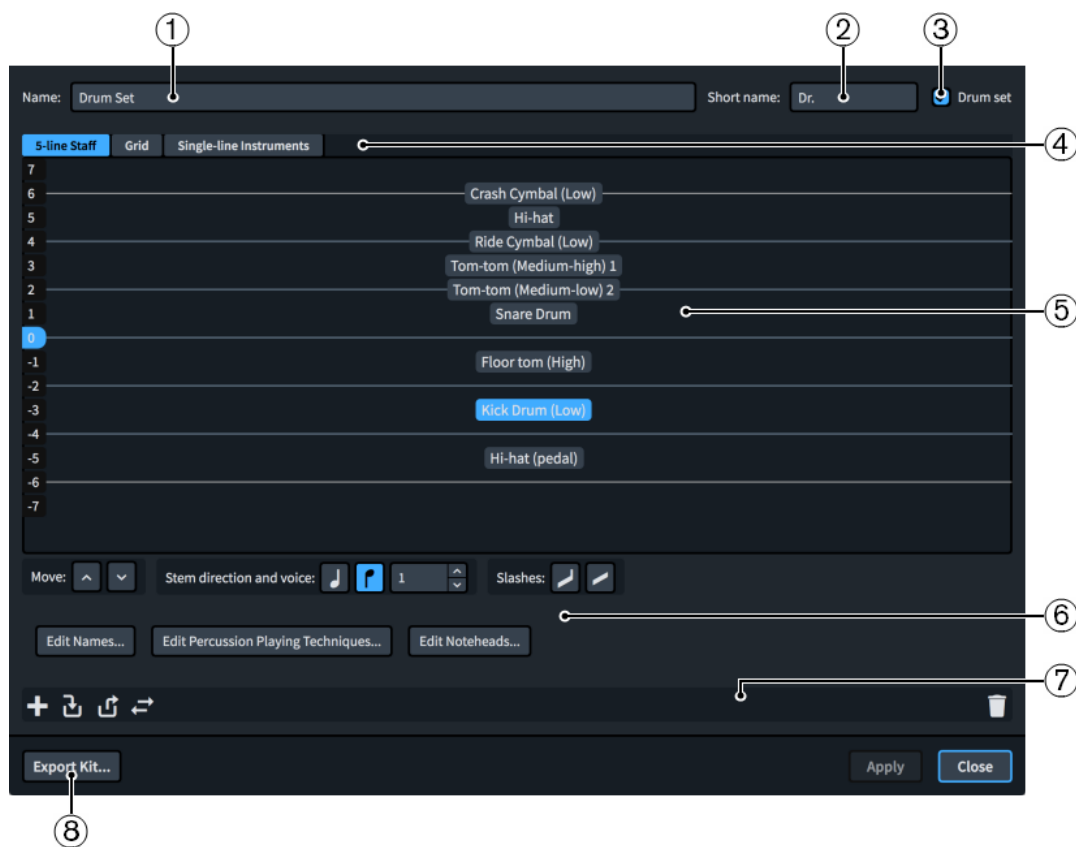 ① ② ③
Name: Drum Set Short name: Dr. Drum set
5-line Staff Grid Single-line Instruments ④
7
6 Crash Cymbal (Low)
5 Hi-hat
4 Ride Cymbal (Low)
3 Tom-tom (Medium-high) 1
2 Tom-tom (Medium-low) 2
1 Snare Drum ⑤
0
-1 Floor tom (High)
-2
-3 Kick Drum (Low)
-4
-5 Hi-hat (pedal)
-6
-7
Move: Stem direction and voice: 1 Slashes:
⑥
Edit Names... Edit Percussion Playing Techniques... Edit Noteheads...
⑦
Export Kit... Apply Close
⑧